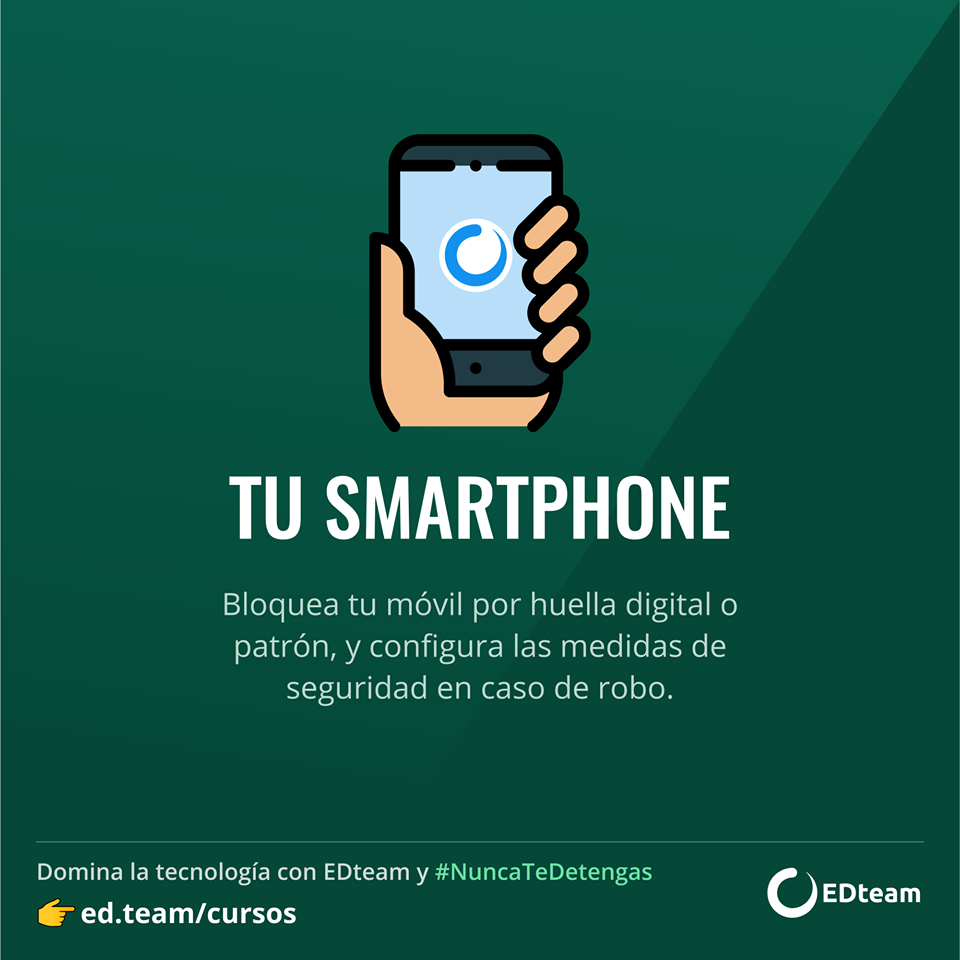 TU SMARTPHONE
Bloquea tu móvil por huella digital o
patrón, y configura las medidas de
seguridad en caso de robo.
Domina la tecnología con EDteam y #NuncaTeDetengas
👉 ed.team/cursos
EDteam